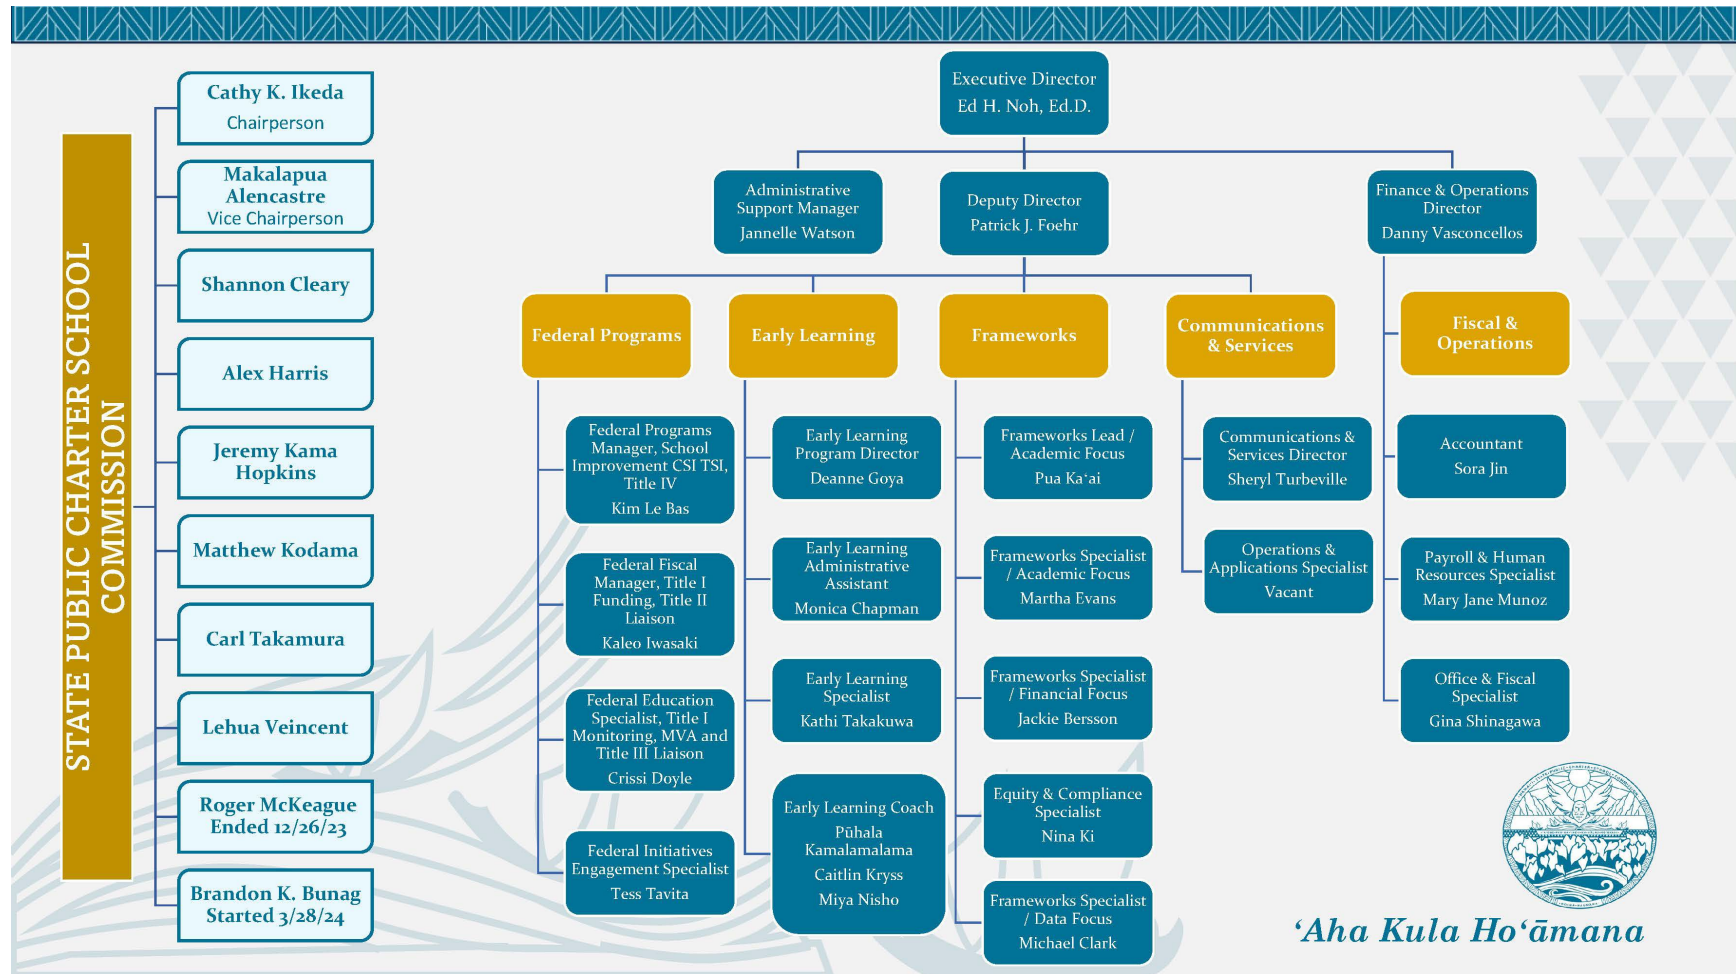 STATE PUBLIC CHARTER SCHOOL
COMMISSION
Cathy K. Ikeda
Chairperson
Makalapua
Alencastre
Vice Chairperson
Shannon Cleary
Alex Harris
Jeremy Kama
Hopkins
Matthew Kodama
Carl Takamura
Lehua Veincent
Roger McKeague
Ended 12/26/23
Brandon K. Bunag
Started 3/28/24
Executive Director
Ed H. Noh, Ed.D.
Administrative
Support Manager
Jannelle Watson
Deputy Director
Patrick J. Foehr
Finance & Operations
Director
Danny Vasconcellos
Federal Programs
Federal Programs
Manager, School
Improvement CSI TSI,
Title IV
Kim Le Bas
Federal Fiscal
Manager, Title I
Funding, Title II
Liaison
Kaleo Iwasaki
Federal Education
Specialist, Title I
Monitoring, MVA and
Title III Liaison
Crissi Doyle
Federal Initiatives
Engagement Specialist
Tess Tavita
Early Learning
Early Learning
Program Director
Deanne Goya
Early Learning
Administrative
Assistant
Monica Chapman
Early Learning
Specialist
Kathi Takakuwa
Early Learning Coach
Pūhala
Kamalamalama
Caitlin Kryss
Miya Nisho
Frameworks
Frameworks Lead /
Academic Focus
Pua Kaʻai
Frameworks Specialist
/ Academic Focus
Martha Evans
Frameworks Specialist
/ Financial Focus
Jackie Bersson
Equity & Compliance
Specialist
Nina Ki
Frameworks Specialist
/ Data Focus
Michael Clark
Communications
& Services
Communications &
Services Director
Sheryl Turbeville
Operations &
Applications Specialist
Vacant
Fiscal &
Operations
Accountant
Sora Jin
Payroll & Human
Resources Specialist
Mary Jane Munoz
Office & Fiscal
Specialist
Gina Shinagawa
ʻAha Kula Hoʻāmana